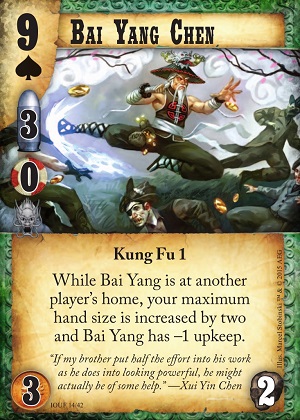 9
BAI YANG CHEN
3
0
Kung Fu 1
While Bai Yang is at another
player's home, your maximum
hand size is increased by two
and Bai Yang has –1 upkeep.
"If my brother put half the effort into his work
as he does into looking powerful, he might
actually be of some help." —Xui Yin Chen
3
IOUF 14/42
2